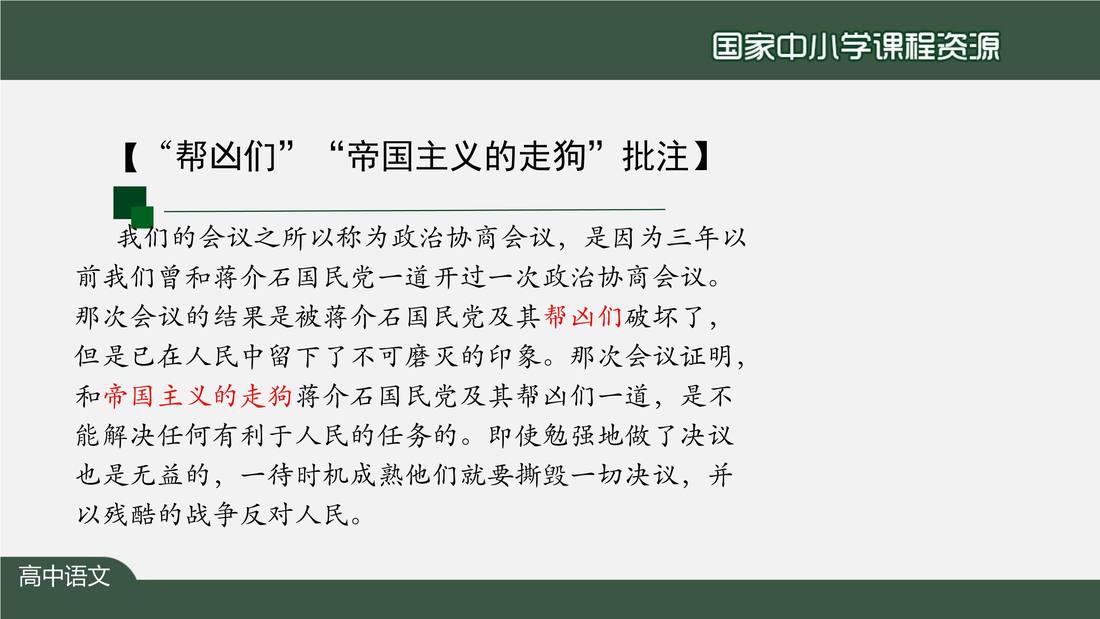 国家中小学课程资源
【“帮凶们”“帝国主义的走狗”批注】
我们的会议之所以称为政治协商会议，是因为三年以
前我们曾和蒋介石国民党一道开过一次政治协商会议。
那次会议的结果是被蒋介石国民党及其帮凶们破坏了，
但是已在人民中留下了不可磨灭的印象。那次会议证明，
和帝国主义的走狗蒋介石国民党及其帮凶们一道，是不
能解决任何有利于人民的任务的。即使勉强地做了决议
也是无益的，一待时机成熟他们就要撕毁一切决议，并
以残酷的战争反对人民。
高中语文